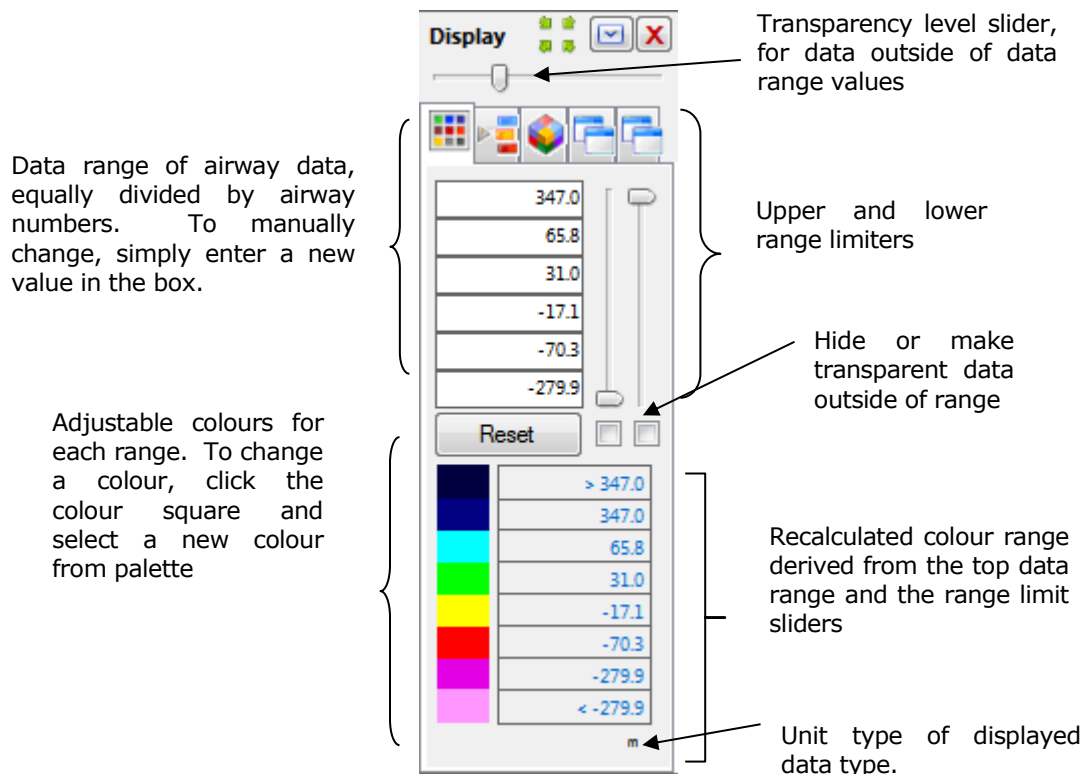 Display
Transparency level slider,
for data outside of data
range values
Data range of airway data,
equally divided by airway
numbers. To manually
change, simply enter a new
value in the box.
347.0
65.8
31.0
-17.1
-70.3
-279.9
Upper and lower
range limiters
Hide or make
transparent data
outside of range
Reset
Adjustable colours for
each range. To change
a colour, click the
colour square and
select a new colour
from palette
> 347.0
347.0
65.8
31.0
-17.1
-70.3
-279.9
< -279.9
m
Recalculated colour range
derived from the top data
range and the range limit
sliders
Unit type of displayed
data type.